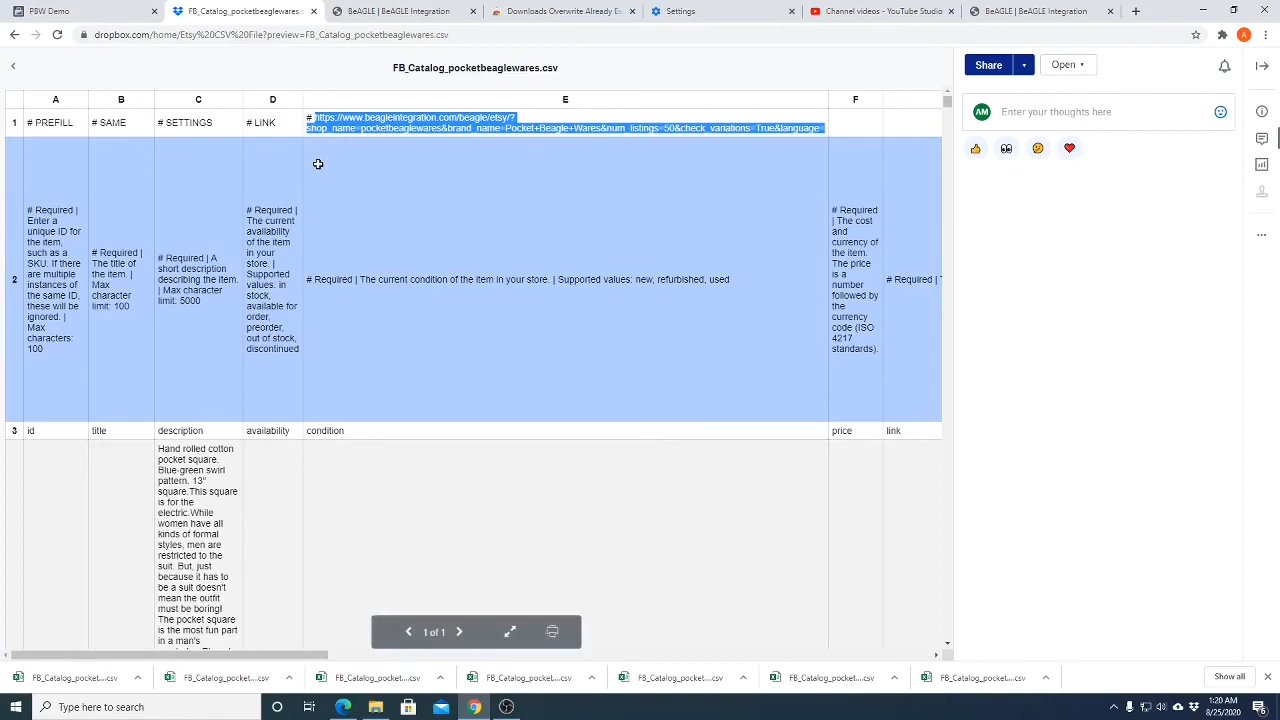 PBW Demo
FB_Catalog_pocketbeaglewares.c
BeAGLE | BeAGLE Integration
Downloads Overwrite Already Ex
Settings
Channel videos - YouTube Studio
BeAGLE | BeAGLE Integration
dropbox.com/home/Etsy%20CSV%20File?preview=FB_Catalog_pocketbeaglewares.csv
A
FB_Catalog_pocketbeaglewares.csv
Share
Open
A B C D E F
1 # PREFILL # SAME # SETTINGS # LINK
# https://www.beagleintegration.com/beagle/etsy/?
shop_name=pocketbeaglewares&brand_name=Pocket+Beagle+Wares&num_listings=50&check_variations=True&language=
2
# Required |
Enter a
unique ID for
the item,
such as a
SKU. If there
are multiple
instances of
the same ID,
these will be
ignored. |
Max
characters:
100
# Required |
The title of
the item. |
Max
character
limit: 100
# Required | A
short description
describing the item.
| Max character
limit: 5000
# Required |
The current
availability
of the item
in your
store. |
Supported
values: in
stock,
available for
order,
preorder,
out of stock,
discontinued
# Required | The current condition of the item in your store. | Supported values: new, refurbished, used
# Required
| The cost
and
currency of
the item.
The price
is a
number
followed by
the
currency
code (ISO
4217
standards).
# Required | T
3 id title description availability condition price link
Hand rolled cotton
pocket square.
Blue-green swirl
pattern. 13"
square.This square
is for the
electric.While
women have all
kinds of formal
styles, men are
restricted to the
suit. But, just
because it has to
be a suit doesn't
mean the outfit
must be boring!
The pocket square
is the most fun part
in a man's
1 of 1
AM
Enter your thoughts here
FB_Catalog_pocket....csv
FB_Catalog_pocket....csv
FB_Catalog_pocket....csv
FB_Catalog_pocket....csv
FB_Catalog_pocket....csv
FB_Catalog_pocket....csv
FB_Catalog_pocket....csv
Show all
Type here to search
1:20 AM
8/25/2020
6